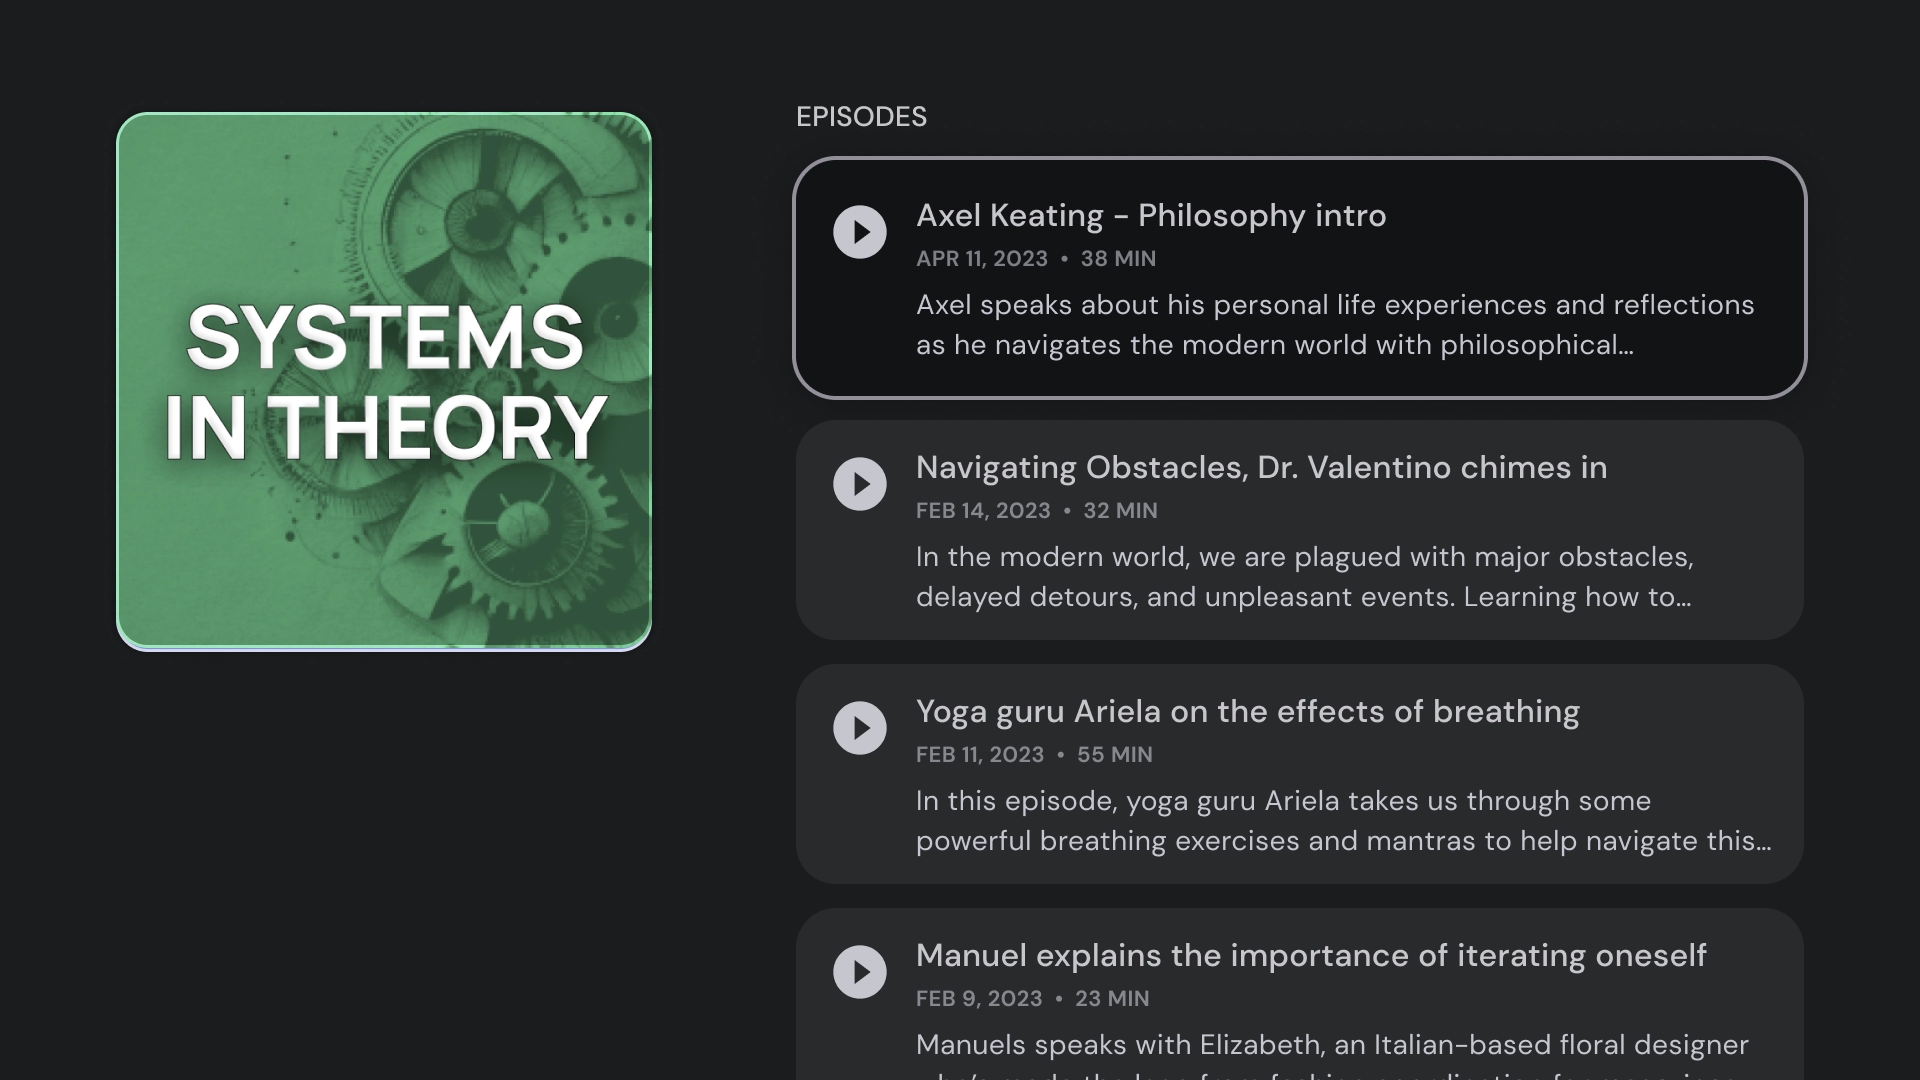 SYSTEMS
IN THEORY
EPISODES
Axel Keating – Philosophy intro
APR 11, 2023 • 38 MIN
Axel speaks about his personal life experiences and reflections
as he navigates the modern world with philosophical...
Navigating Obstacles, Dr. Valentino chimes in
FEB 14, 2023 • 32 MIN
In the modern world, we are plagued with major obstacles,
delayed detours, and unpleasant events. Learning how to...
Yoga guru Ariela on the effects of breathing
FEB 11, 2023 • 55 MIN
In this episode, yoga guru Ariela takes us through some
powerful breathing exercises and mantras to help navigate this...
Manuel explains the importance of iterating oneself
FEB 9, 2023 • 23 MIN
Manuels speaks with Elizabeth, an Italian-based floral designer